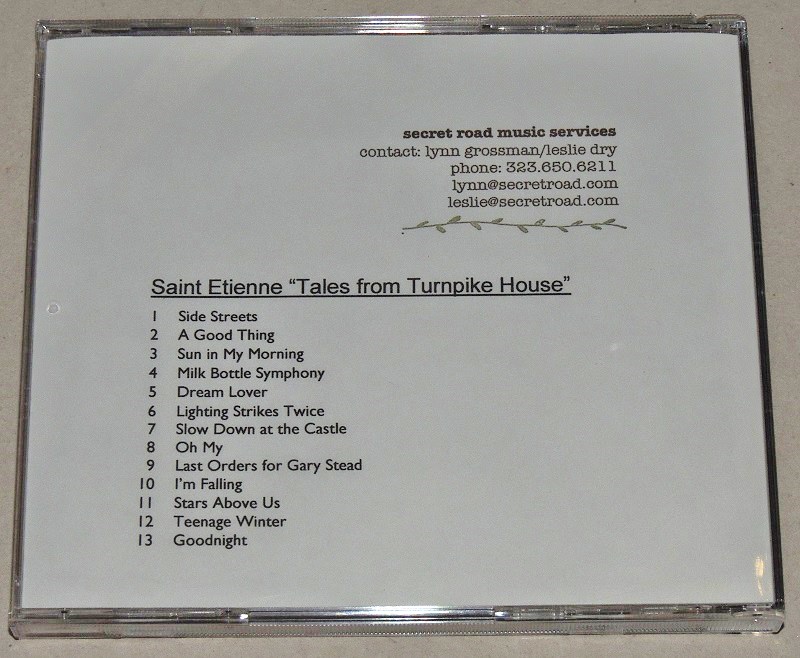 secret road music services
contact: lynn grossman/leslie dry
phone: 323.650.6211
lynn@secretroad.com
leslie@secretroad.com
Saint Etienne “Tales from Turnpike House”
1 Side Streets
2 A Good Thing
3 Sun in My Morning
4 Milk Bottle Symphony
5 Dream Lover
6 Lighting Strikes Twice
7 Slow Down at the Castle
8 Oh My
9 Last Orders for Gary Stead
10 I'm Falling
11 Stars Above Us
12 Teenage Winter
13 Goodnight